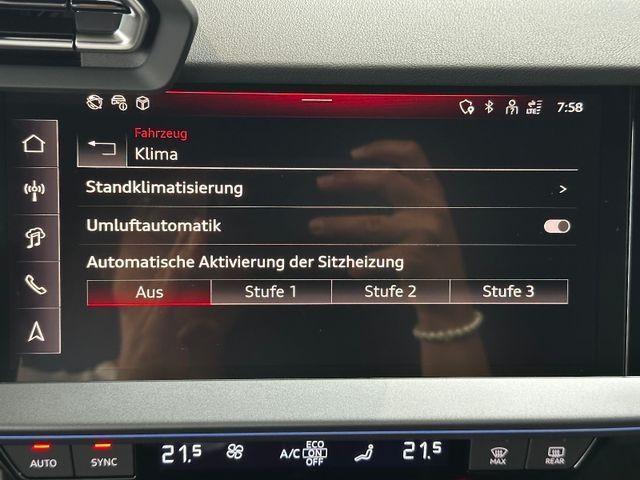 7:58
Fahrzeug
Klima
Standklimatisierung >
Umluftautomatik
Automatische Aktivierung der Sitzheizung
Aus Stufe 1 Stufe 2 Stufe 3
AUTO SYNC 21.5 A/C ECO ON OFF 21.5 MAX REAR